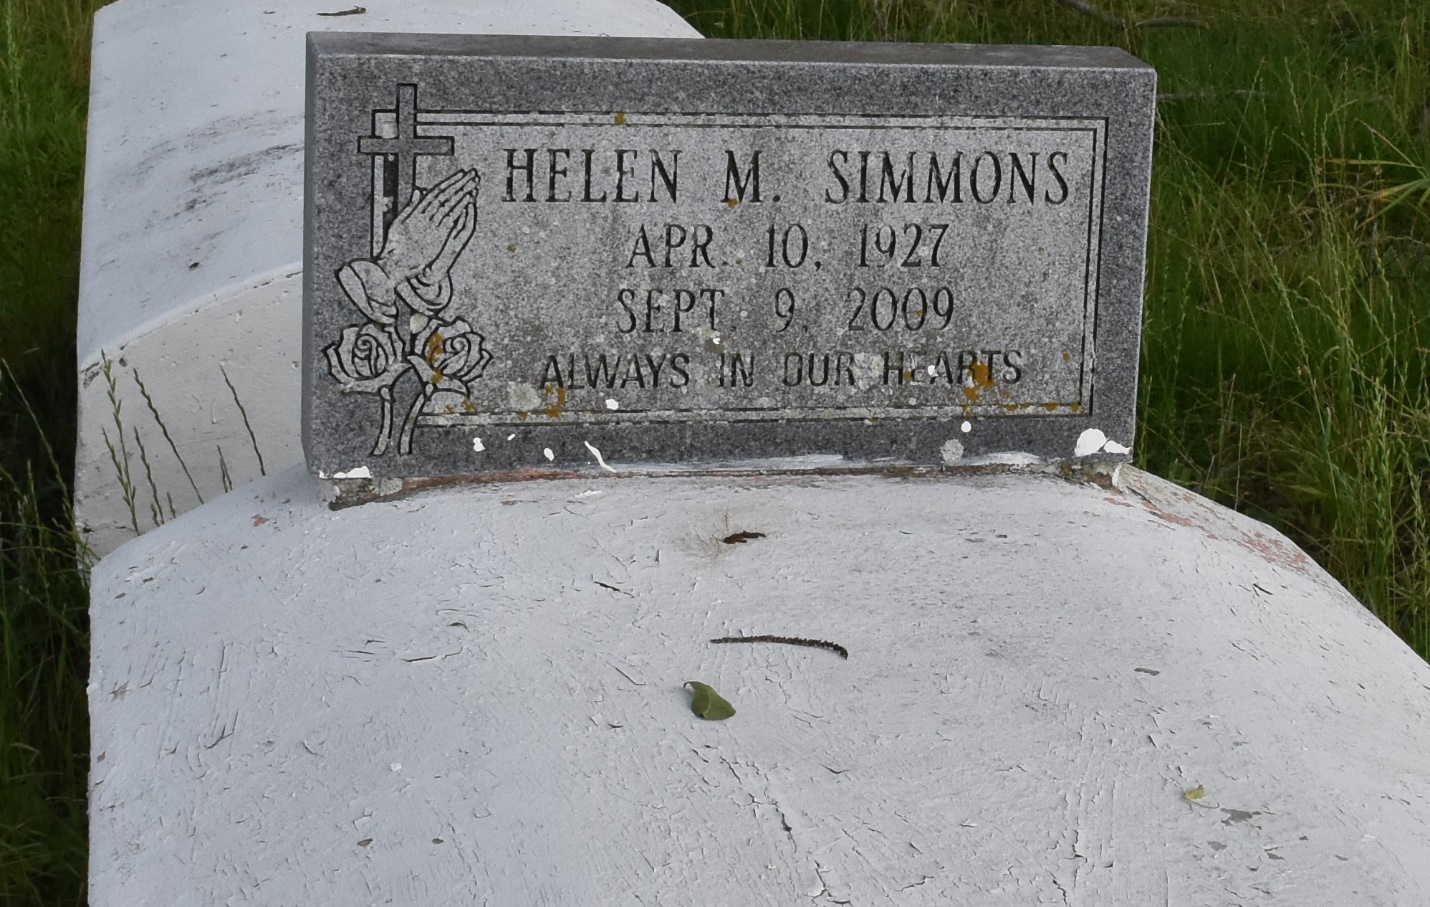 HELEN M. SIMMONS
APR. 10, 1927
SEPT. 9, 2009
ALWAYS IN OUR HEARTS